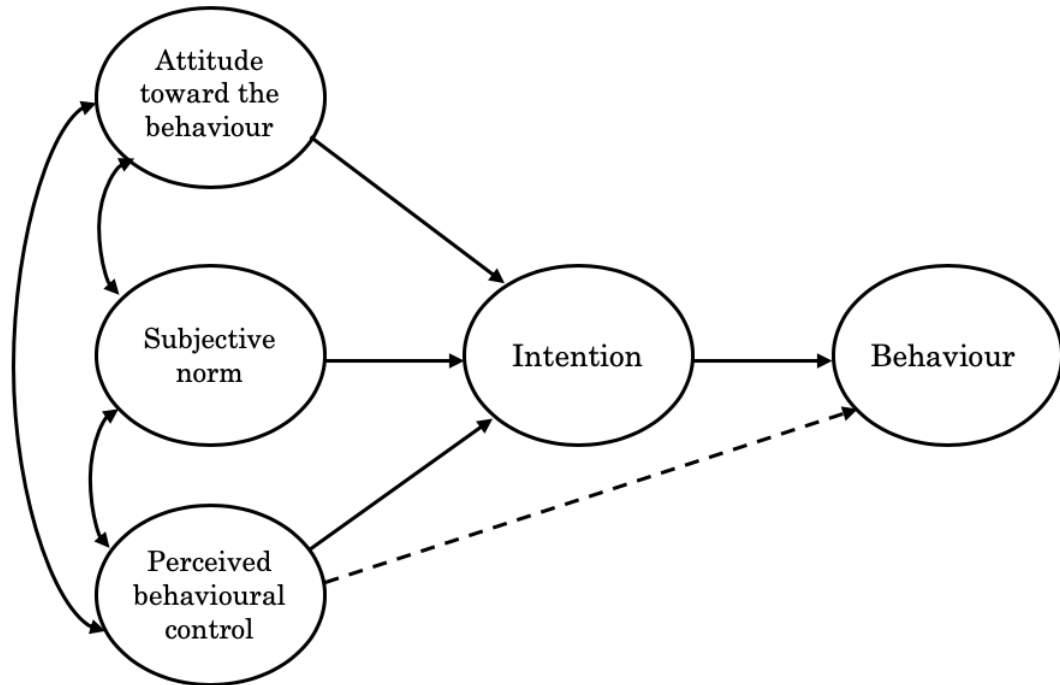 Attitude
toward the
behaviour
Subjective
norm
Intention
Behaviour
Perceived
behavioural
control